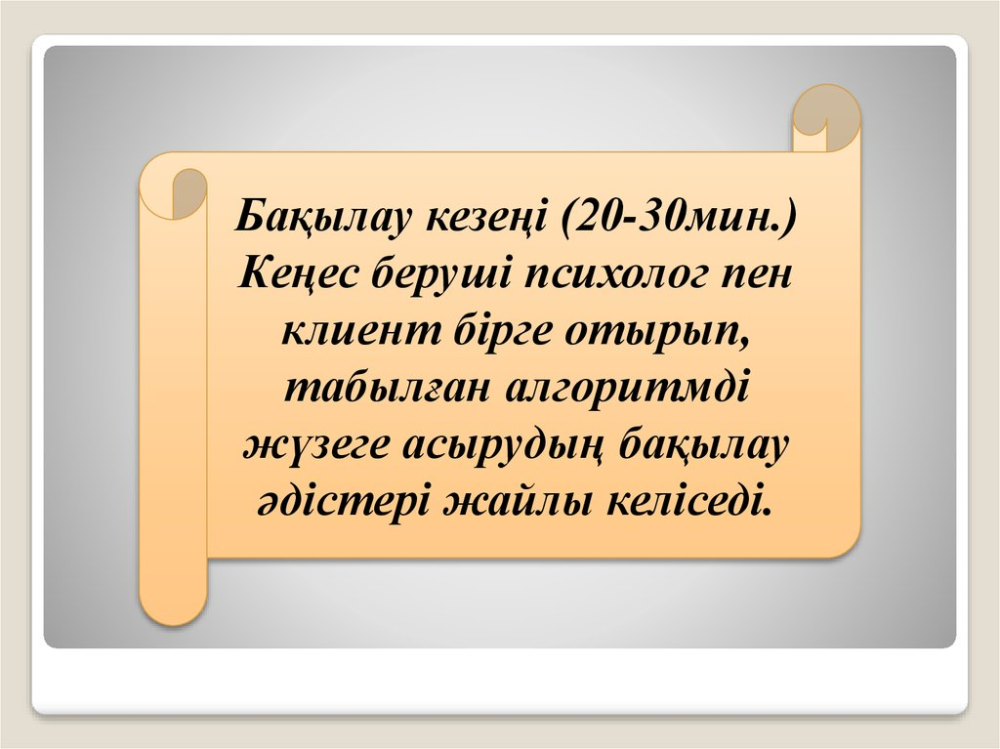 Бақылау кезеңі (20-30мин.)
Кеңес беруші психолог пен
клиент бірге отырып,
табылған алгоритмді
жүзеге асырудың бақылау
әдістері жайлы келіседі.